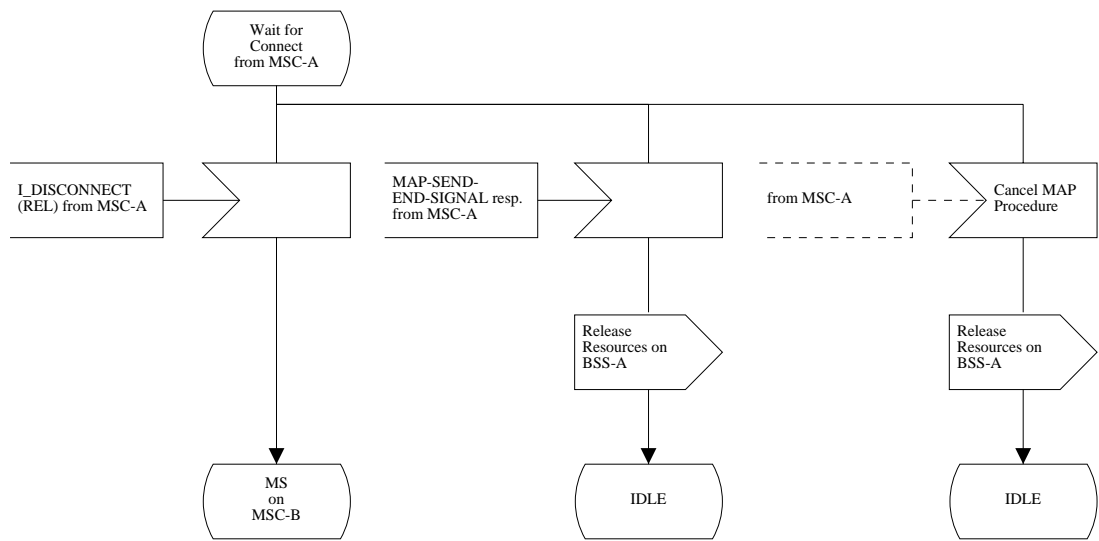 Wait for
Connect
from MSC-A
I_DISCONNECT
(REL) from MSC-A
MAP-SEND-
END-SIGNAL resp.
from MSC-A
from MSC-A
Cancel MAP
Procedure
Release
Resources on
BSS-A
Release
Resources on
BSS-A
MS
on
MSC-B
IDLE
IDLE